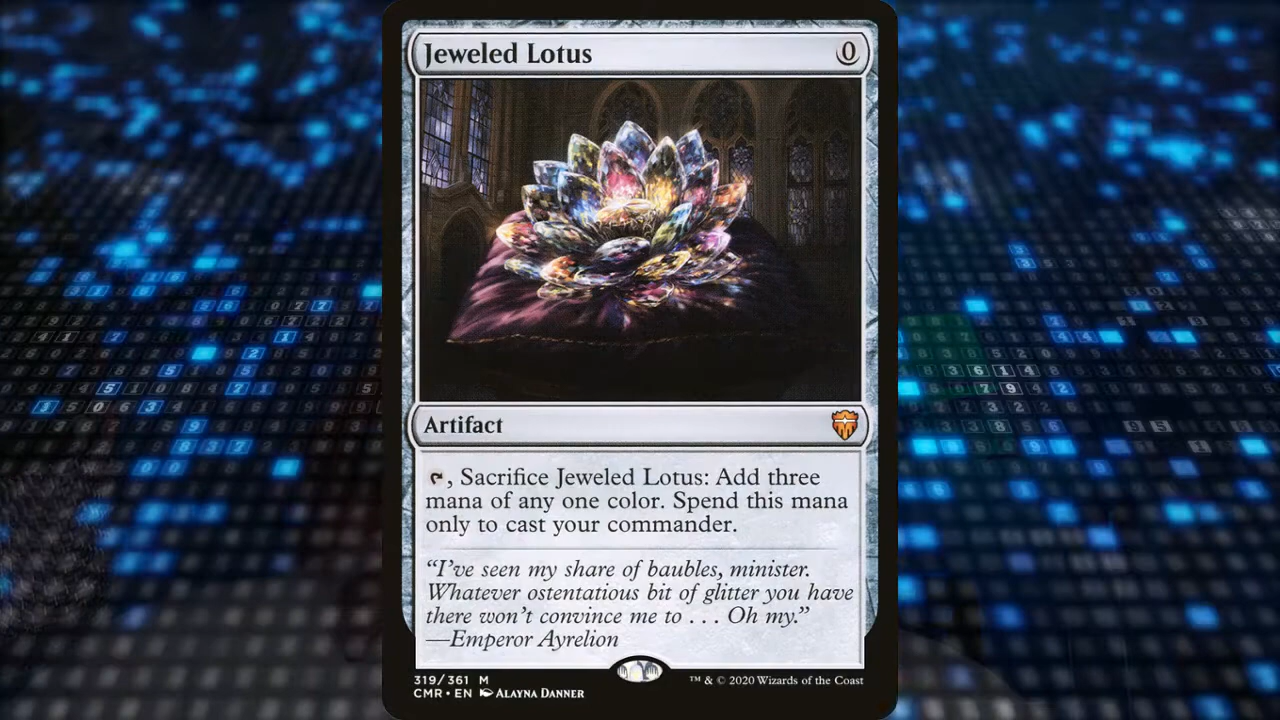 Jeweled Lotus 0
Artifact
, Sacrifice Jeweled Lotus: Add three
mana of any one color. Spend this mana
only to cast your commander.
“I’ve seen my share of baubles, minister.
Whatever ostentatious bit of glitter you have
there won’t convince me to . . . Oh my.”
—Emperor Ayrelion
319/361 M
CMR • EN ALAYNA DANNER
™ & © 2020 Wizards of the Coast